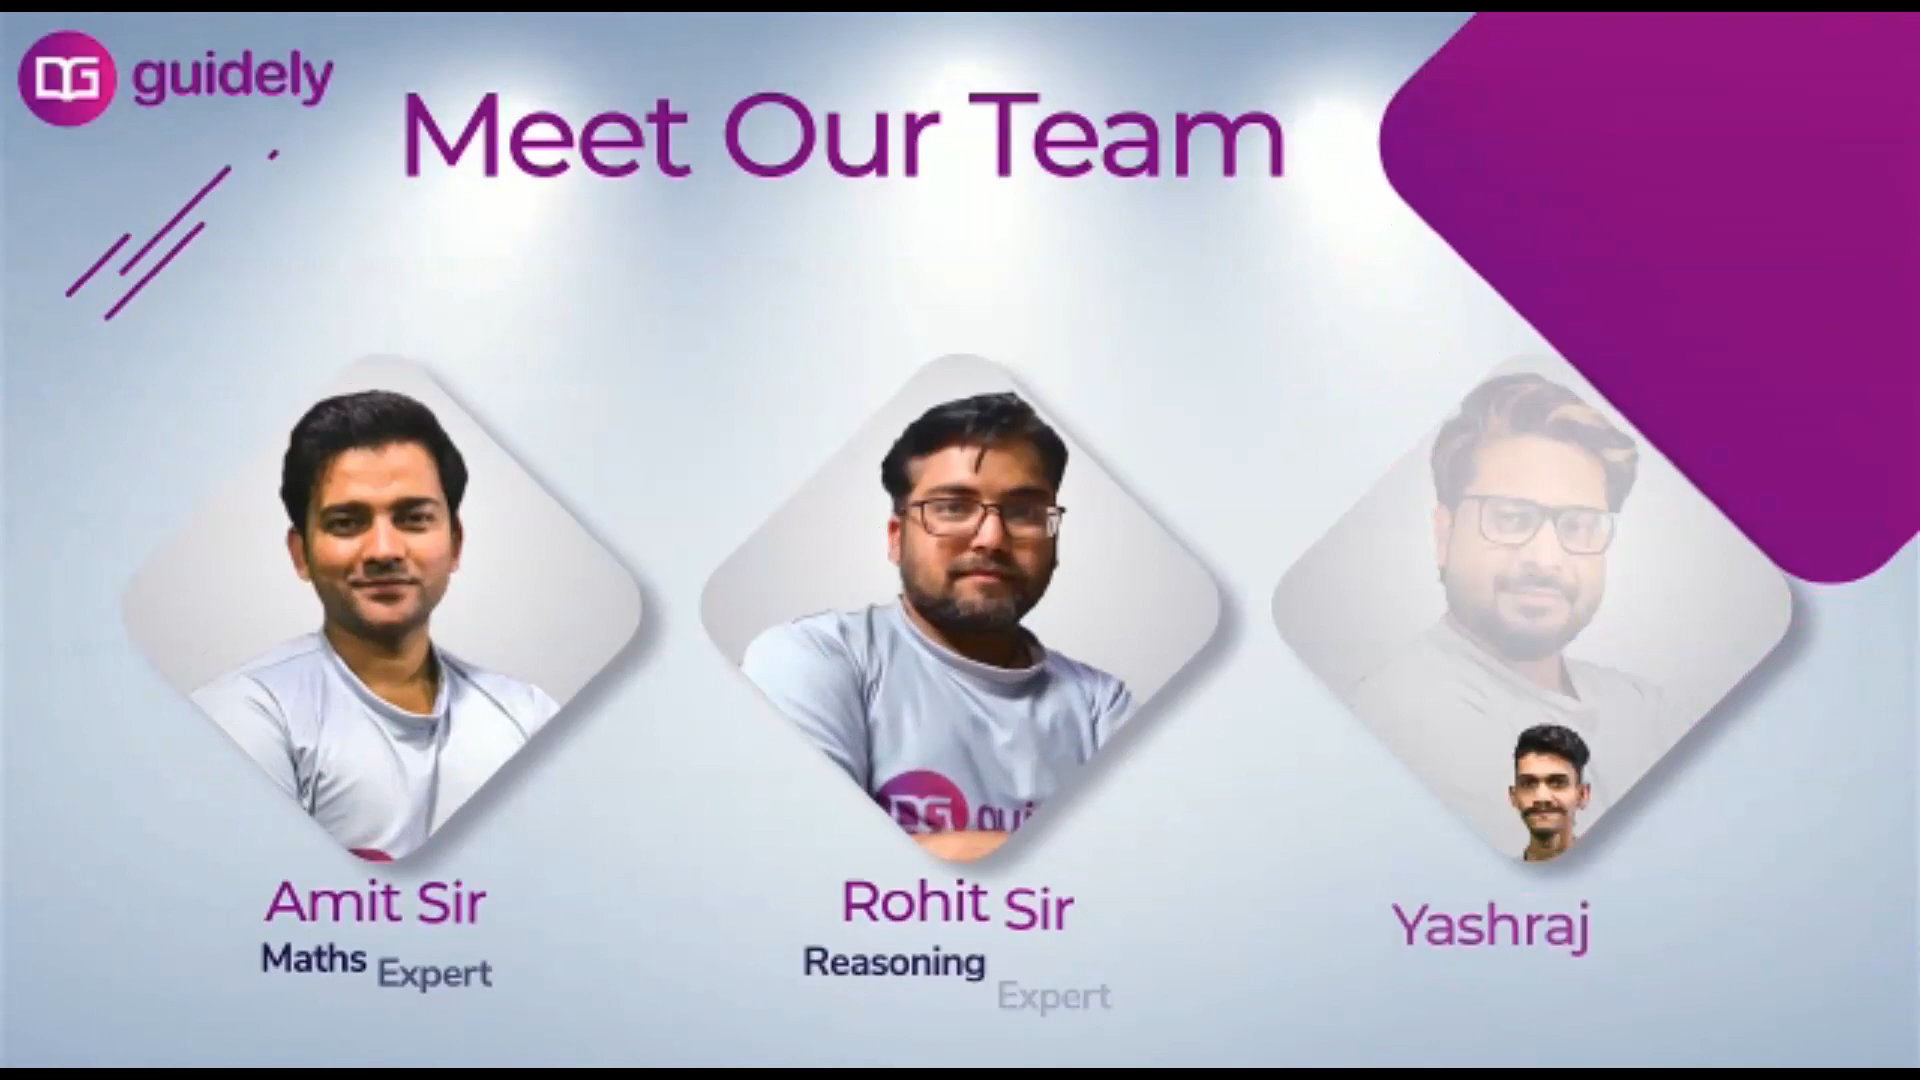 guidely
Meet Our Team
Amit Sir
Maths Expert
Rohit Sir
Reasoning Expert
Yashraj